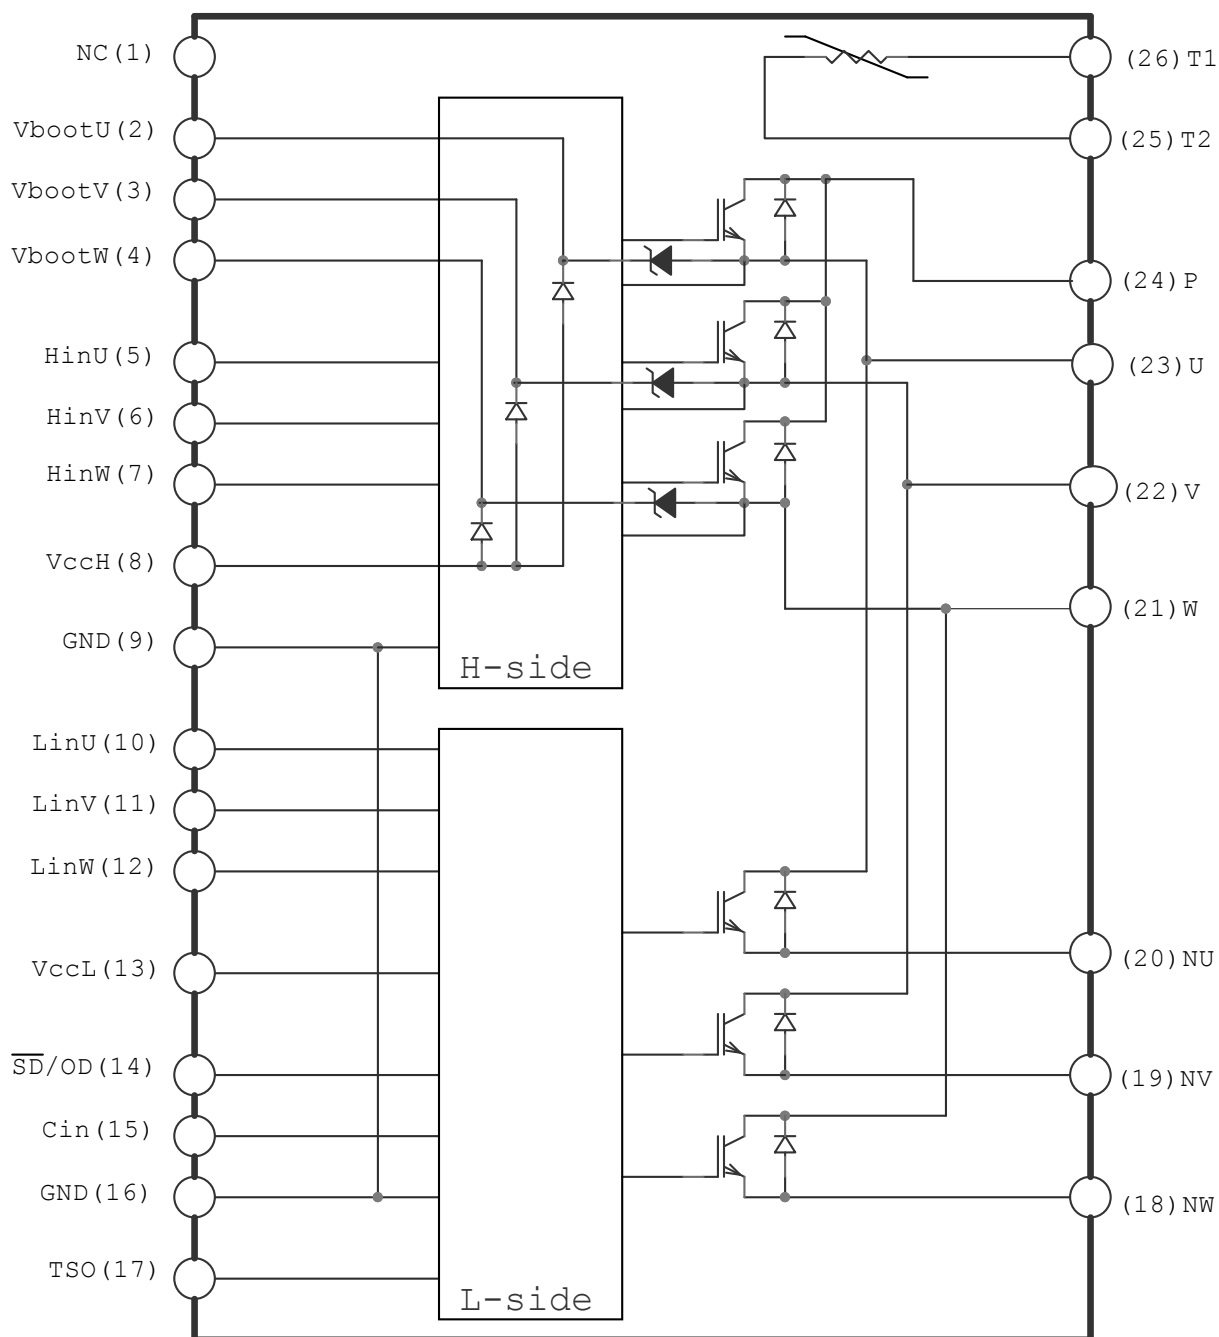 NC(1)
VbootU(2)
VbootV(3)
VbootW(4)
HinU(5)
HinV(6)
HinW(7)
VccH(8)
GND(9)
LinU(10)
LinV(11)
LinW(12)
VccL(13)
S̅D̅/OD(14)
Cin(15)
GND(16)
TSO(17)
H-side
L-side
(26)T1
(25)T2
(24)P
(23)U
(22)V
(21)W
(20)NU
(19)NV
(18)NW